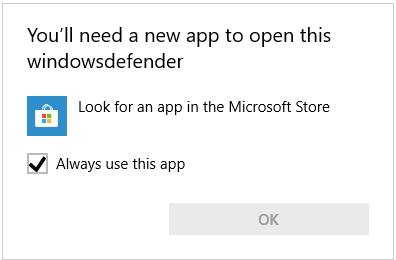 You’ll need a new app to open this
windowsdefender
Look for an app in the Microsoft Store
Always use this app
OK